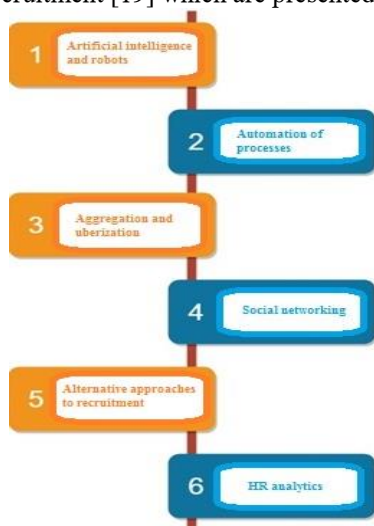 ecruitment [19] which are presented
1
Artificial intelligence
and robots
2
Automation of
processes
3
Aggregation and
uberization
4
Social networking
5
Alternative approaches
to recruitment
6
HR analytics